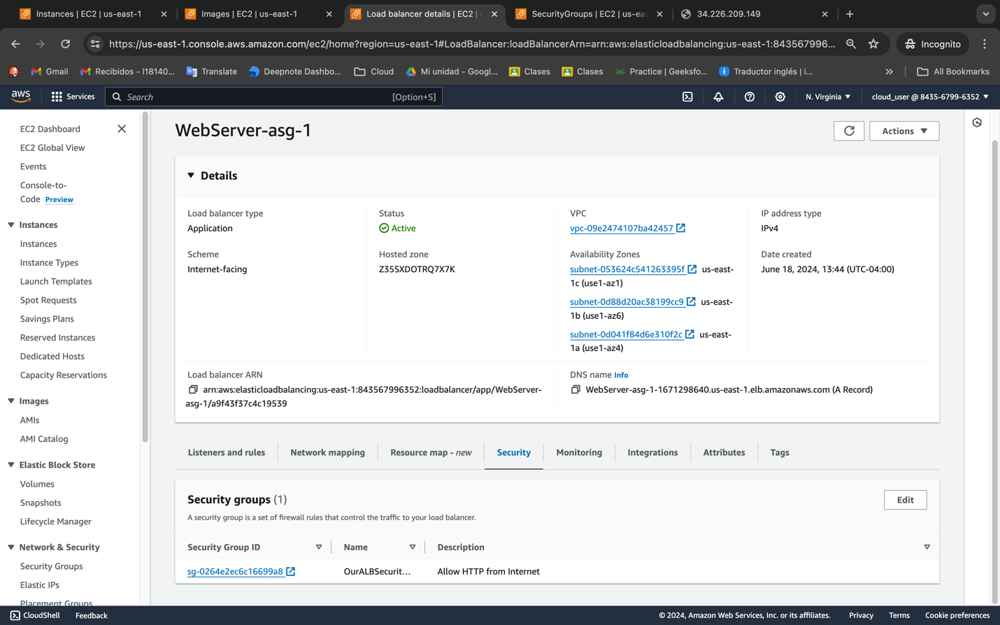 Instances | EC2 | us-east-1
Images | EC2 | us-east-1
Load balancer details | EC2 |
SecurityGroups | EC2 | us-eas
34.226.209.149
https://us-east-1.console.aws.amazon.com/ec2/home?region=us-east-1#LoadBalancer:loadBalancerArn=arn:aws:elasticloadbalancing:us-east-1:843567996...
Incognito
Gmail
Recibidos - l18140...
Translate
Deepnote Dashbo...
Cloud
Mi unidad - Googl...
Clases
Clases
Practice | Geeksfo...
Traductor inglés | i...
All Bookmarks
aws
Services
Search
[Option+S]
N. Virginia
cloud_user @ 8435-6799-6352
EC2 Dashboard
EC2 Global View
Events
Console-to-
Code Preview
Instances
Instances
Instance Types
Launch Templates
Spot Requests
Savings Plans
Reserved Instances
Dedicated Hosts
Capacity Reservations
Images
AMIs
AMI Catalog
Elastic Block Store
Volumes
Snapshots
Lifecycle Manager
Network & Security
Security Groups
Elastic IPs
Placement Groups
WebServer-asg-1
Actions
Details
Load balancer type
Application
Status
Active
VPC
vpc-09e2474107ba42457
IP address type
IPv4
Scheme
Internet-facing
Hosted zone
Z35SXDOTRQ7X7K
Availability Zones
subnet-053624c541263395f us-east-
1c (use1-az1)
subnet-0d88d20ac38199cc9 us-east-
1b (use1-az6)
subnet-0d041f84d6e310f2c us-east-
1a (use1-az4)
Date created
June 18, 2024, 13:44 (UTC-04:00)
Load balancer ARN
arn:aws:elasticloadbalancing:us-east-1:843567996352:loadbalancer/app/WebServer-
asg-1/a9f43f37c4c19539
DNS name Info
WebServer-asg-1-1671298640.us-east-1.elb.amazonaws.com (A Record)
Listeners and rules
Network mapping
Resource map - new
Security
Monitoring
Integrations
Attributes
Tags
Security groups (1)
Edit
A security group is a set of firewall rules that control the traffic to your load balancer.
Security Group ID
Name
Description
sg-0264e2ec6c16699a8
OurALBSecurit...
Allow HTTP from Internet
CloudShell
Feedback
© 2024, Amazon Web Services, Inc. or its affiliates.
Privacy
Terms
Cookie preferences